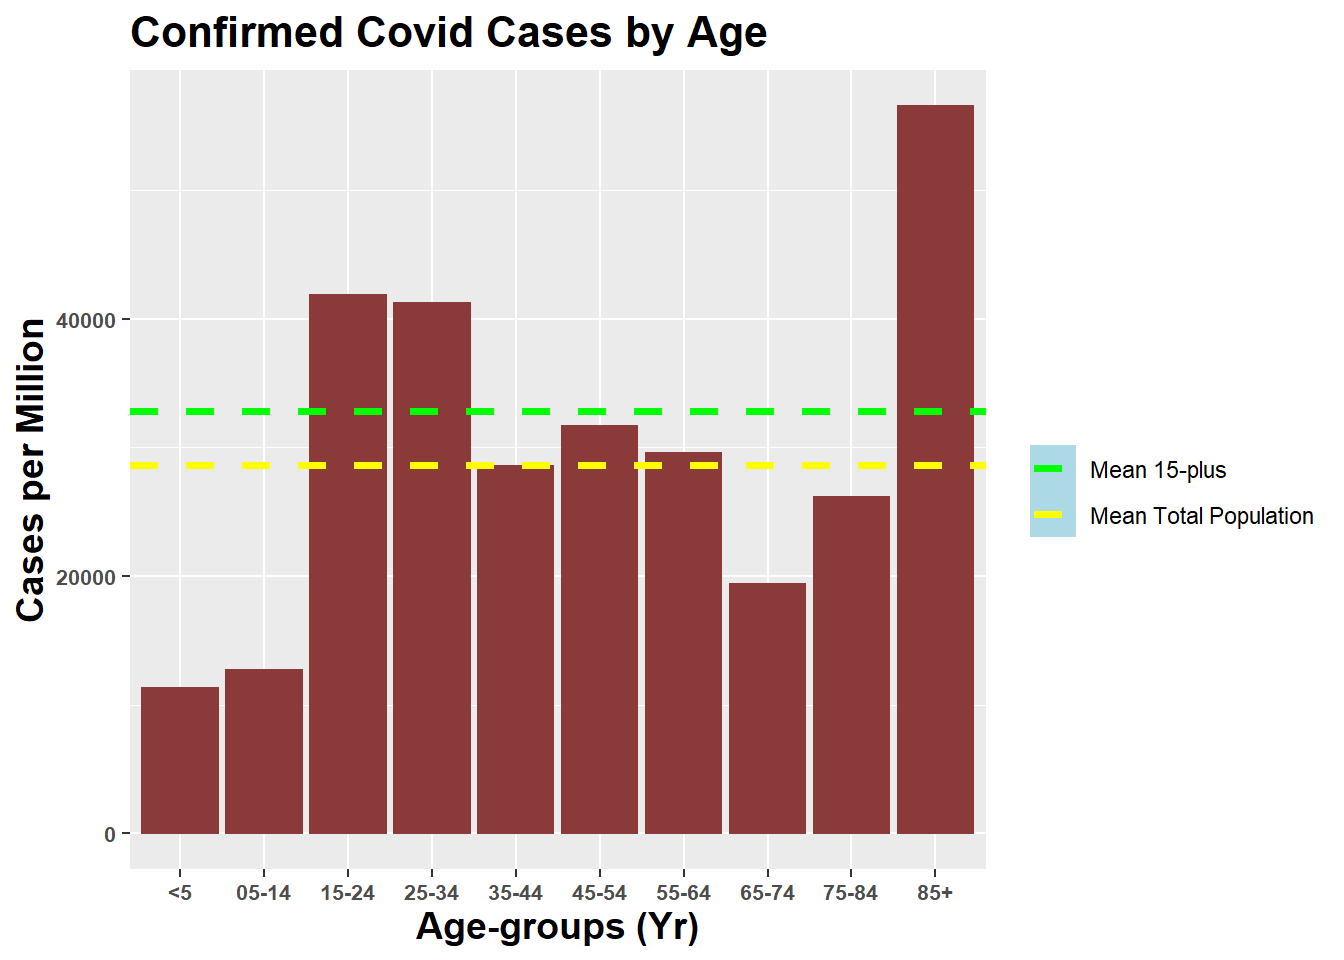 Confirmed Covid Cases by Age
Cases per Million
40000
20000
0
<5 05-14 15-24 25-34 35-44 45-54 55-64 65-74 75-84 85+
Age-groups (Yr)
Mean 15-plus
Mean Total Population